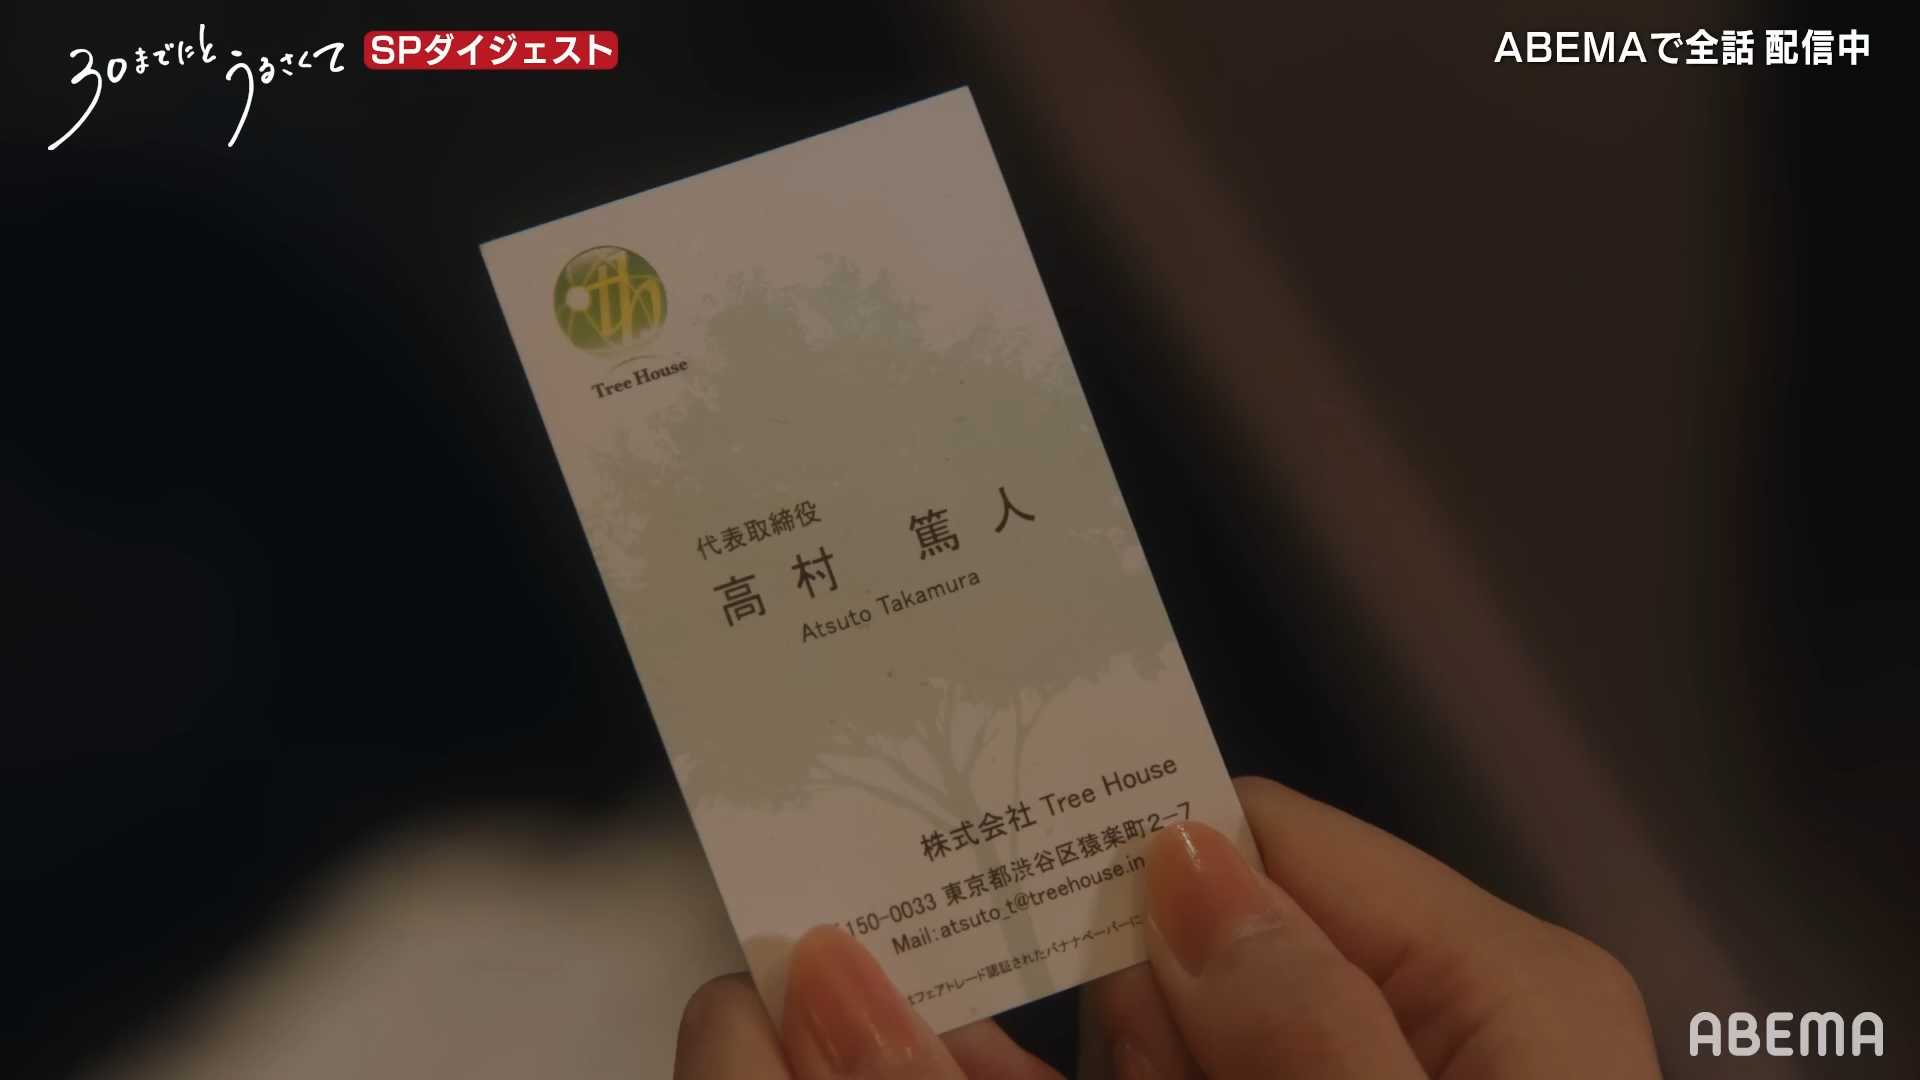 30までにとうるさくて
SPダイジェスト
ABEMAで全話 配信中
th
Tree House
代表取締役
高村 篤人
Atsuto Takamura
株式会社 Tree House
150-0033 東京都渋谷区猿楽町2-7
Mail:atsuto_t@treehouse.in
フェアトレード認証されたバナナペーパーに
ABEMA